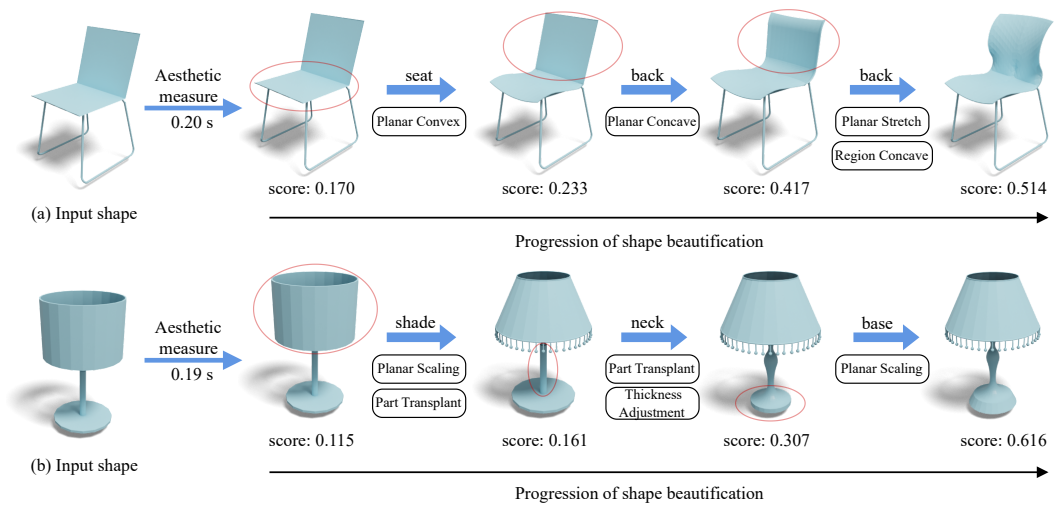 Aesthetic
measure
0.20 s
seat
Planar Convex
back
Planar Concave
back
Planar Stretch
Region Concave
score: 0.170
score: 0.233
score: 0.417
score: 0.514
(a) Input shape
Progression of shape beautification
Aesthetic
measure
0.19 s
shade
Planar Scaling
Part Transplant
neck
Part Transplant
Thickness
Adjustment
base
Planar Scaling
score: 0.115
score: 0.161
score: 0.307
score: 0.616
(b) Input shape
Progression of shape beautification